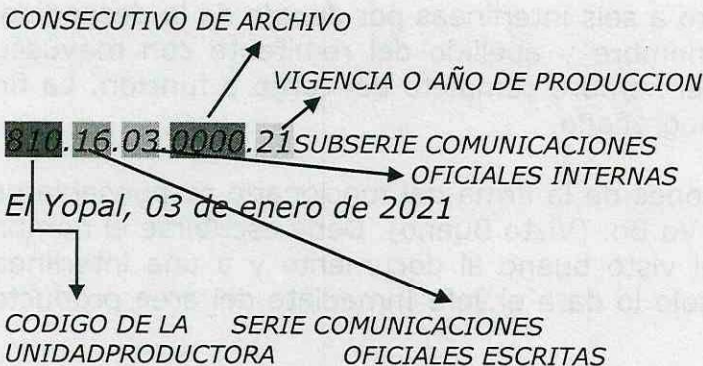 CONSECUTIVO DE ARCHIVO
VIGENCIA O AÑO DE PRODUCCION
810.16.03.0000.21 SUBSERIE COMUNICACIONES
OFICIALES INTERNAS
El Yopal, 03 de enero de 2021
CODIGO DE LA SERIE COMUNICACIONES
UNIDADPRODUCTORA OFICIALES ESCRITAS